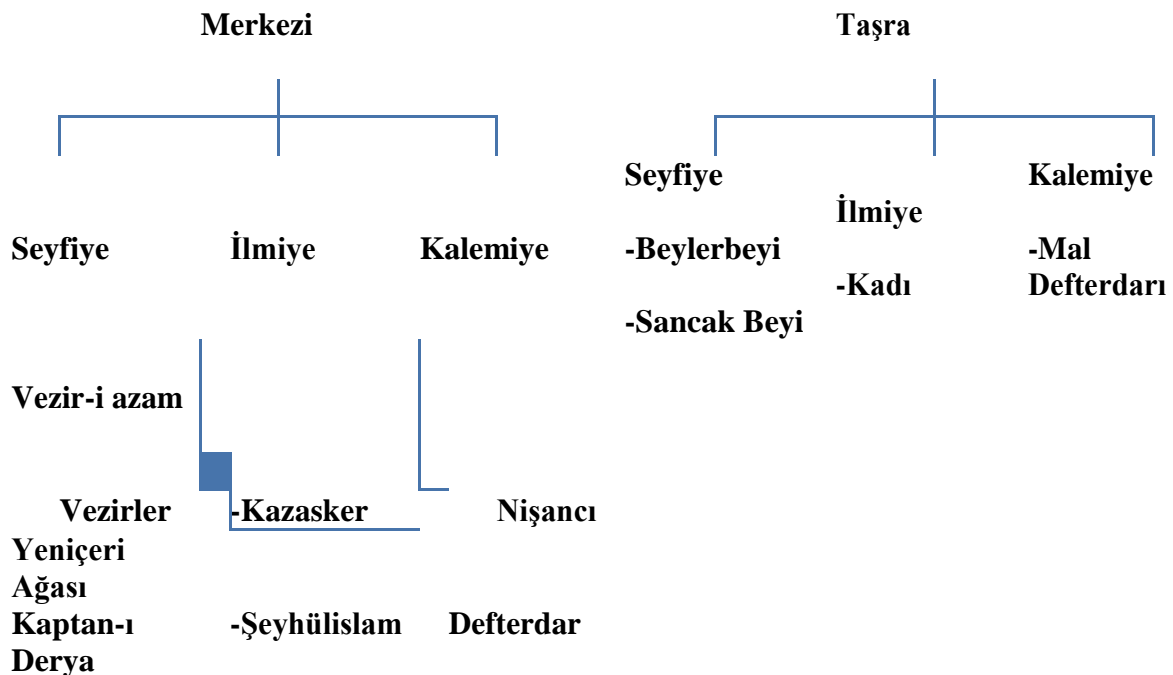 Merkezi
Seyfiye İlmiye Kalemiye
Vezir-i azam
Vezirler -Kazasker Nişancı
Yeniçeri
Ağası
Kaptan-ı -Şeyhülislam Defterdar
Derya
Taşra
Seyfiye Kalemiye
İlmiye
-Beylerbeyi -Mal
-Kadı Defterdarı
-Sancak Beyi